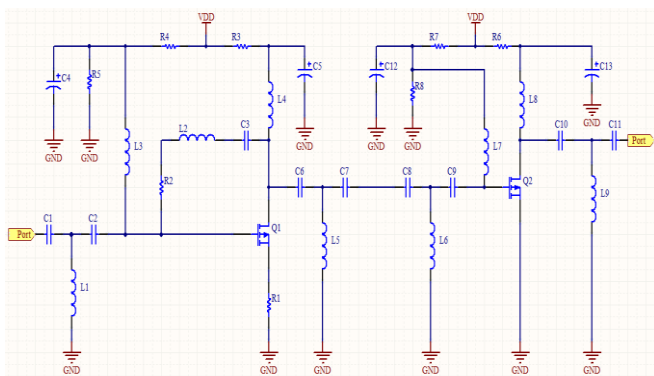 VDD
VDD
R4
R3
R7
R6
C4
R5
C5
C12
R8
C13
L4
L8
GND
GND
GND
GND
GND
GND
L3
L2
C3
L7
C10
C11
Port
R2
C6
C7
C8
C9
Q2
L9
Port
C1
C2
Q1
L5
L6
L1
R1
GND
GND
GND
GND
GND
GND